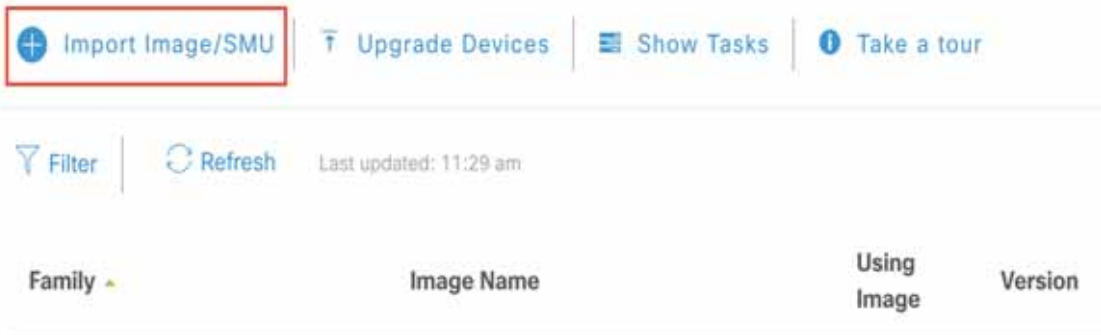 Import Image/SMU Upgrade Devices Show Tasks Take a tour
Filter Refresh Last updated: 11:29 am
Family Image Name Using Image Version